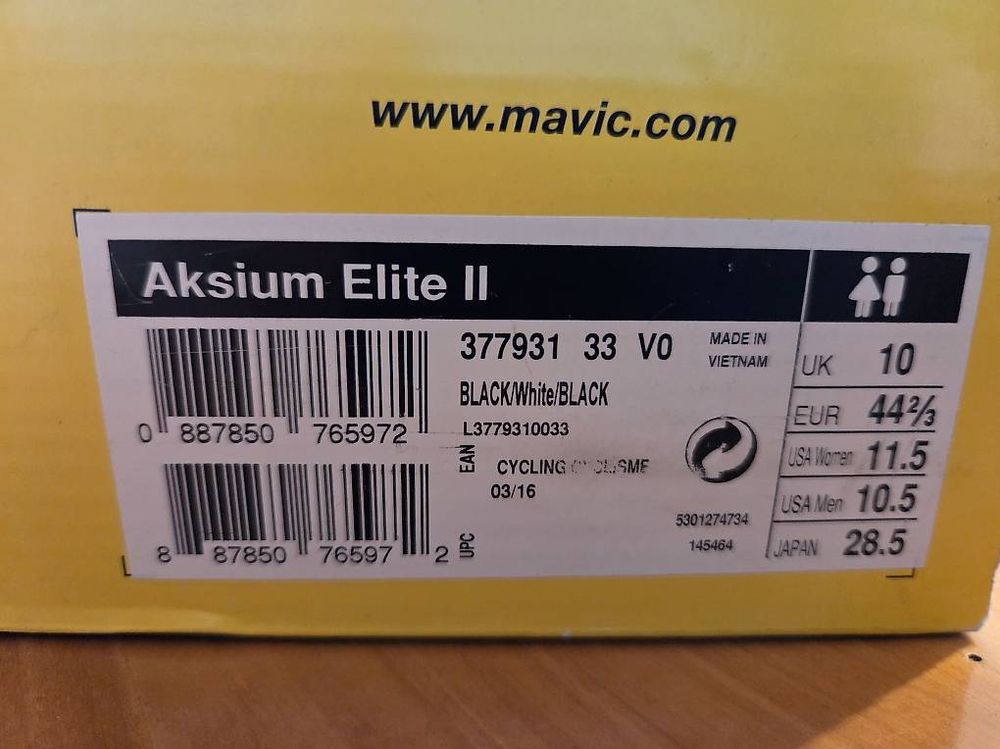 www.mavic.com
Aksium Elite II
377931 33 V0
MADE IN
VIETNAM
BLACK/White/BLACK
L3779310033
0 887850 765972
EAN
CYCLING
03/16
8 87850 76597 2
UPC
5301274734
145464
UK 10
EUR 44⅔
USA Women 11.5
USA Men 10.5
JAPAN 28.5